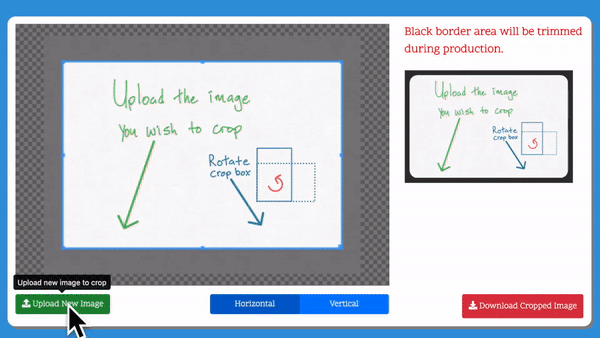 Black border area will be trimmed
during production.
Upload the image
you wish to crop
Rotate
crop box
Upload the image
you wish to crop
Rotate
crop box
Upload new image to crop
Upload New Image
Horizontal
Vertical
Download Cropped Image